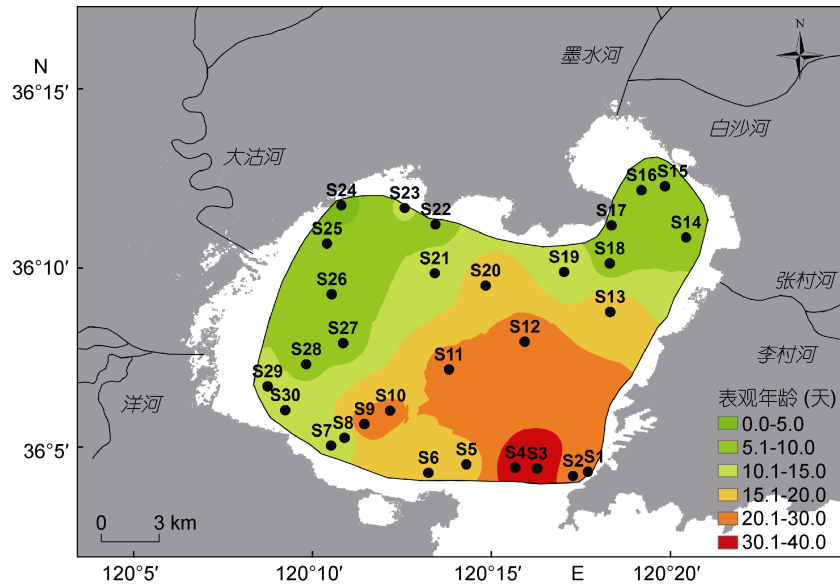 N
N
墨水河
36°15′
白沙河
大沽河
S15
S16
S24
S23
S22
S17
S14
S25
S18
36°10′
S21
S20
S19
S26
张村河
S13
S27
S12
李村河
S28
S11
S29
S10
表观年龄 (天)
洋河
S30
S9
S8
S7
0.0-5.0
5.1-10.0
36°5′
S6
S5
S4
S3
S2
S1
10.1-15.0
15.1-20.0
20.1-30.0
30.1-40.0
0
3 km
120°5′
120°10′
120°15′
E
120°20′